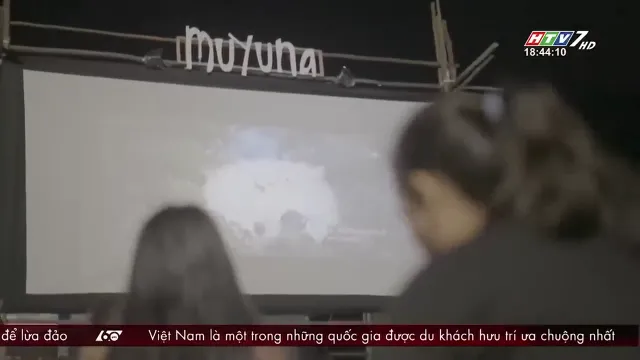 muyuna
HTV7 HD
18:44:10
để lừa đảo 60 Việt Nam là một trong những quốc gia được du khách hưu trí ưa chuộng nhất